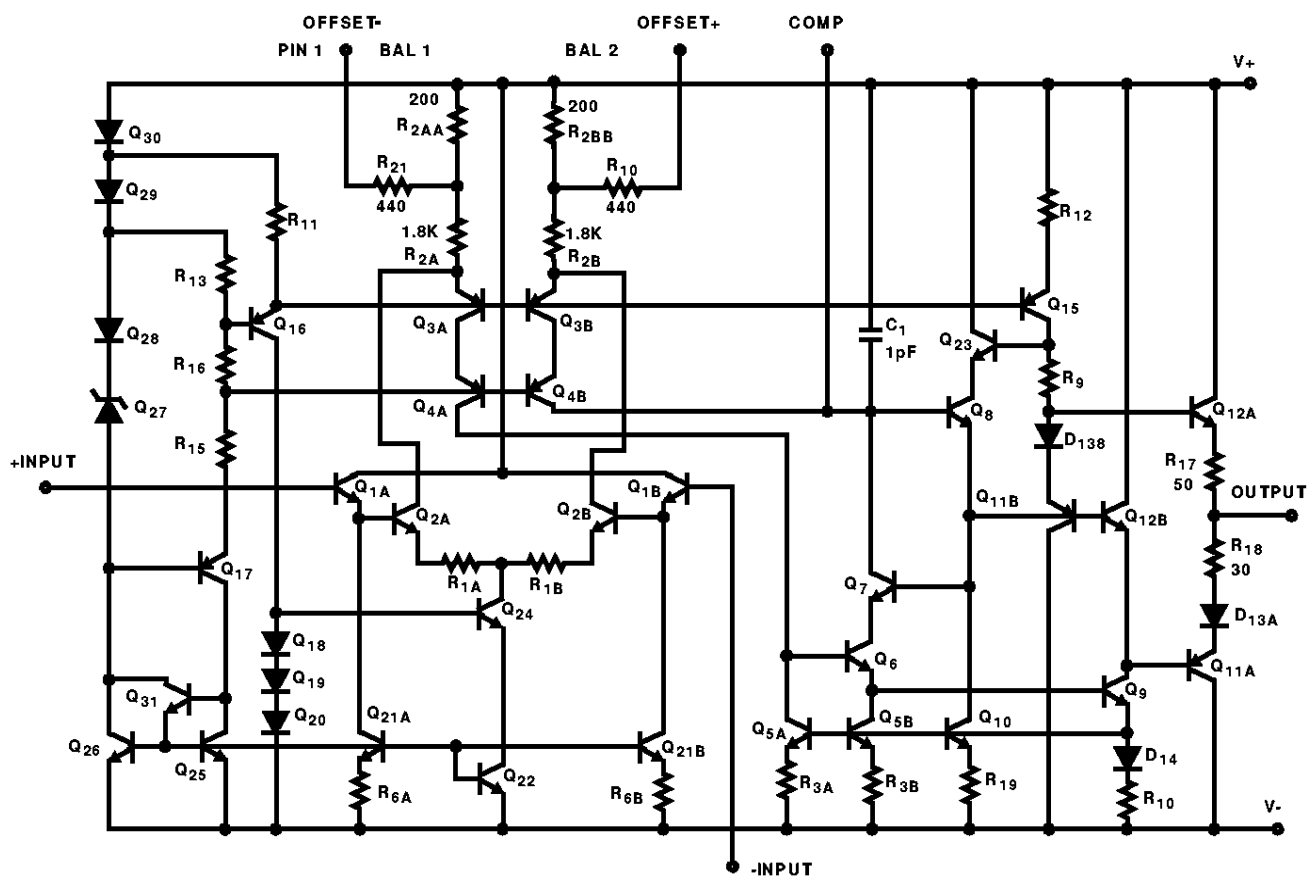 OFFSET-
OFFSET+
COMP
PIN 1
BAL 1
BAL 2
V+
200
R2AA
200
R2BB
Q30
R21
440
R10
440
Q29
R11
1.8K
R2A
1.8K
R2B
R12
R13
Q16
Q3A
Q3B
C1
1pF
Q15
Q28
Q23
R16
R9
Q27
Q4A
Q4B
Q8
Q12A
R15
D138
+INPUT
R17
50
OUTPUT
Q1A
Q2A
Q2B
Q1B
Q11B
Q12B
R18
30
Q17
R1A
R1B
Q7
Q24
D13A
Q18
Q6
Q11A
Q19
Q31
Q9
Q20
Q21A
Q5A
Q5B
Q10
Q26
Q25
Q21B
D14
Q22
R6A
R6B
R3A
R3B
R19
R10
V-
-INPUT